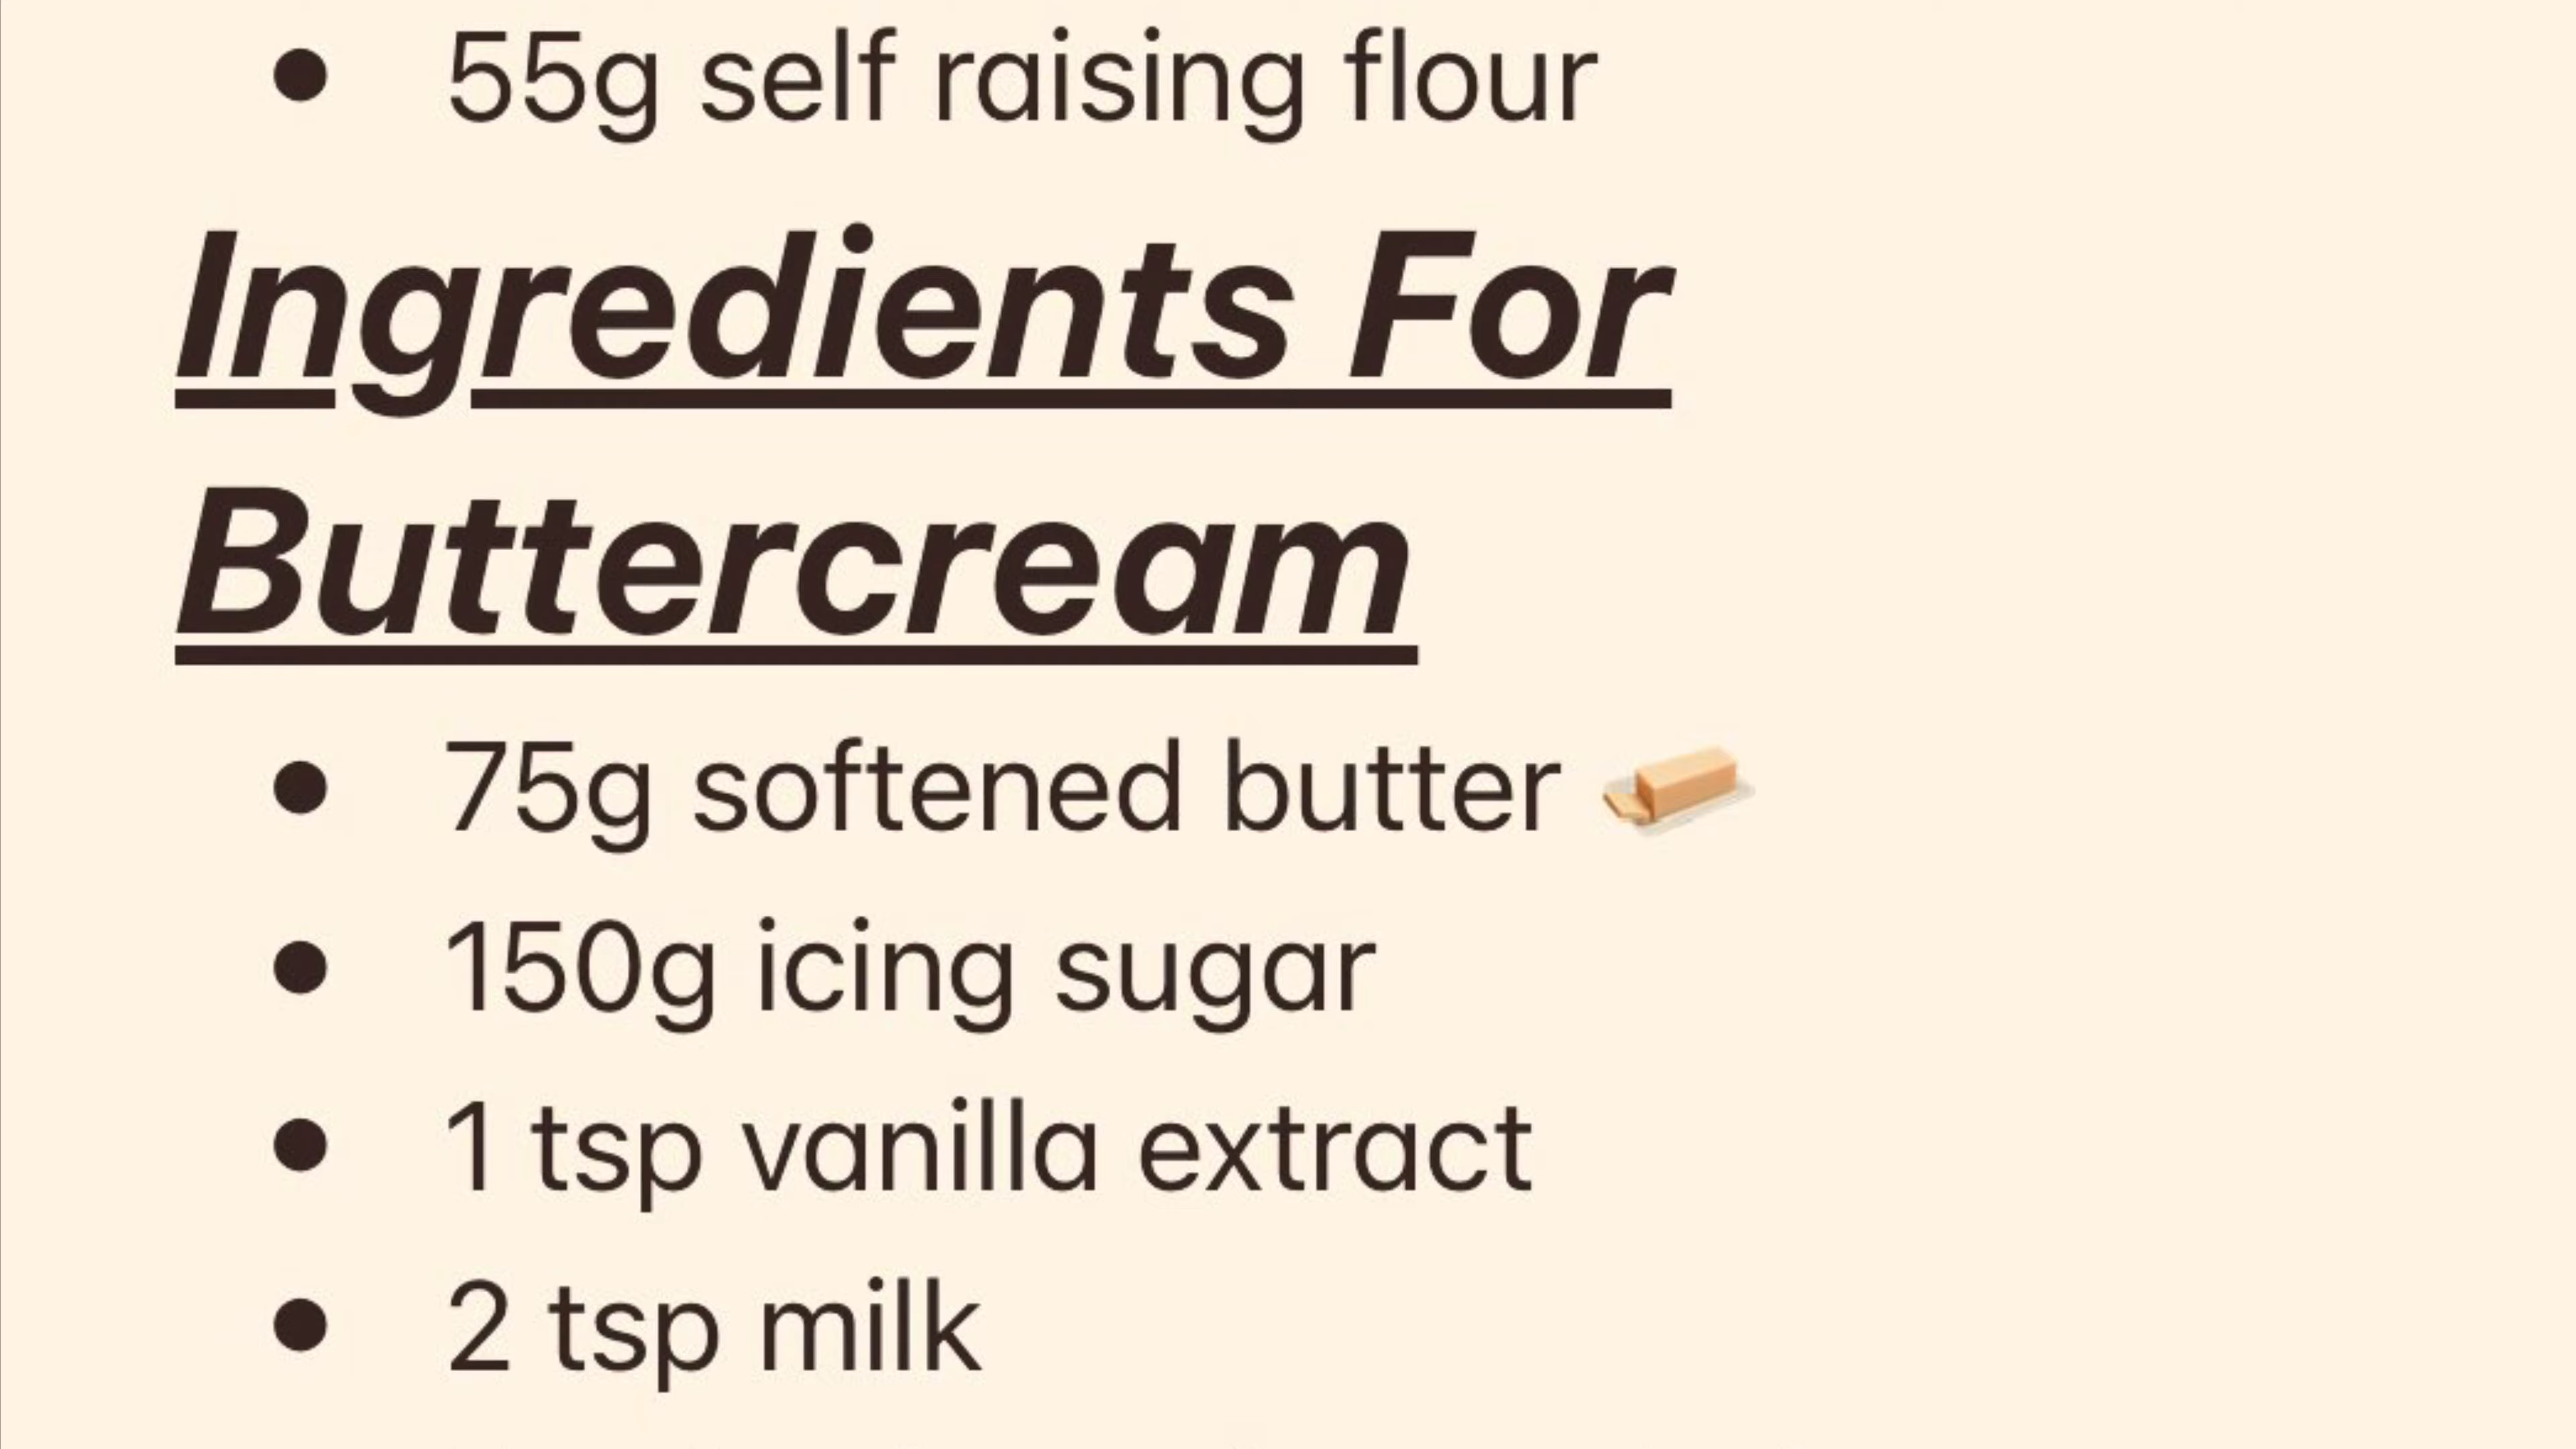 • 55g self raising flour
Ingredients For
Buttercream
• 75g softened butter 🧈
• 150g icing sugar
• 1 tsp vanilla extract
• 2 tsp milk